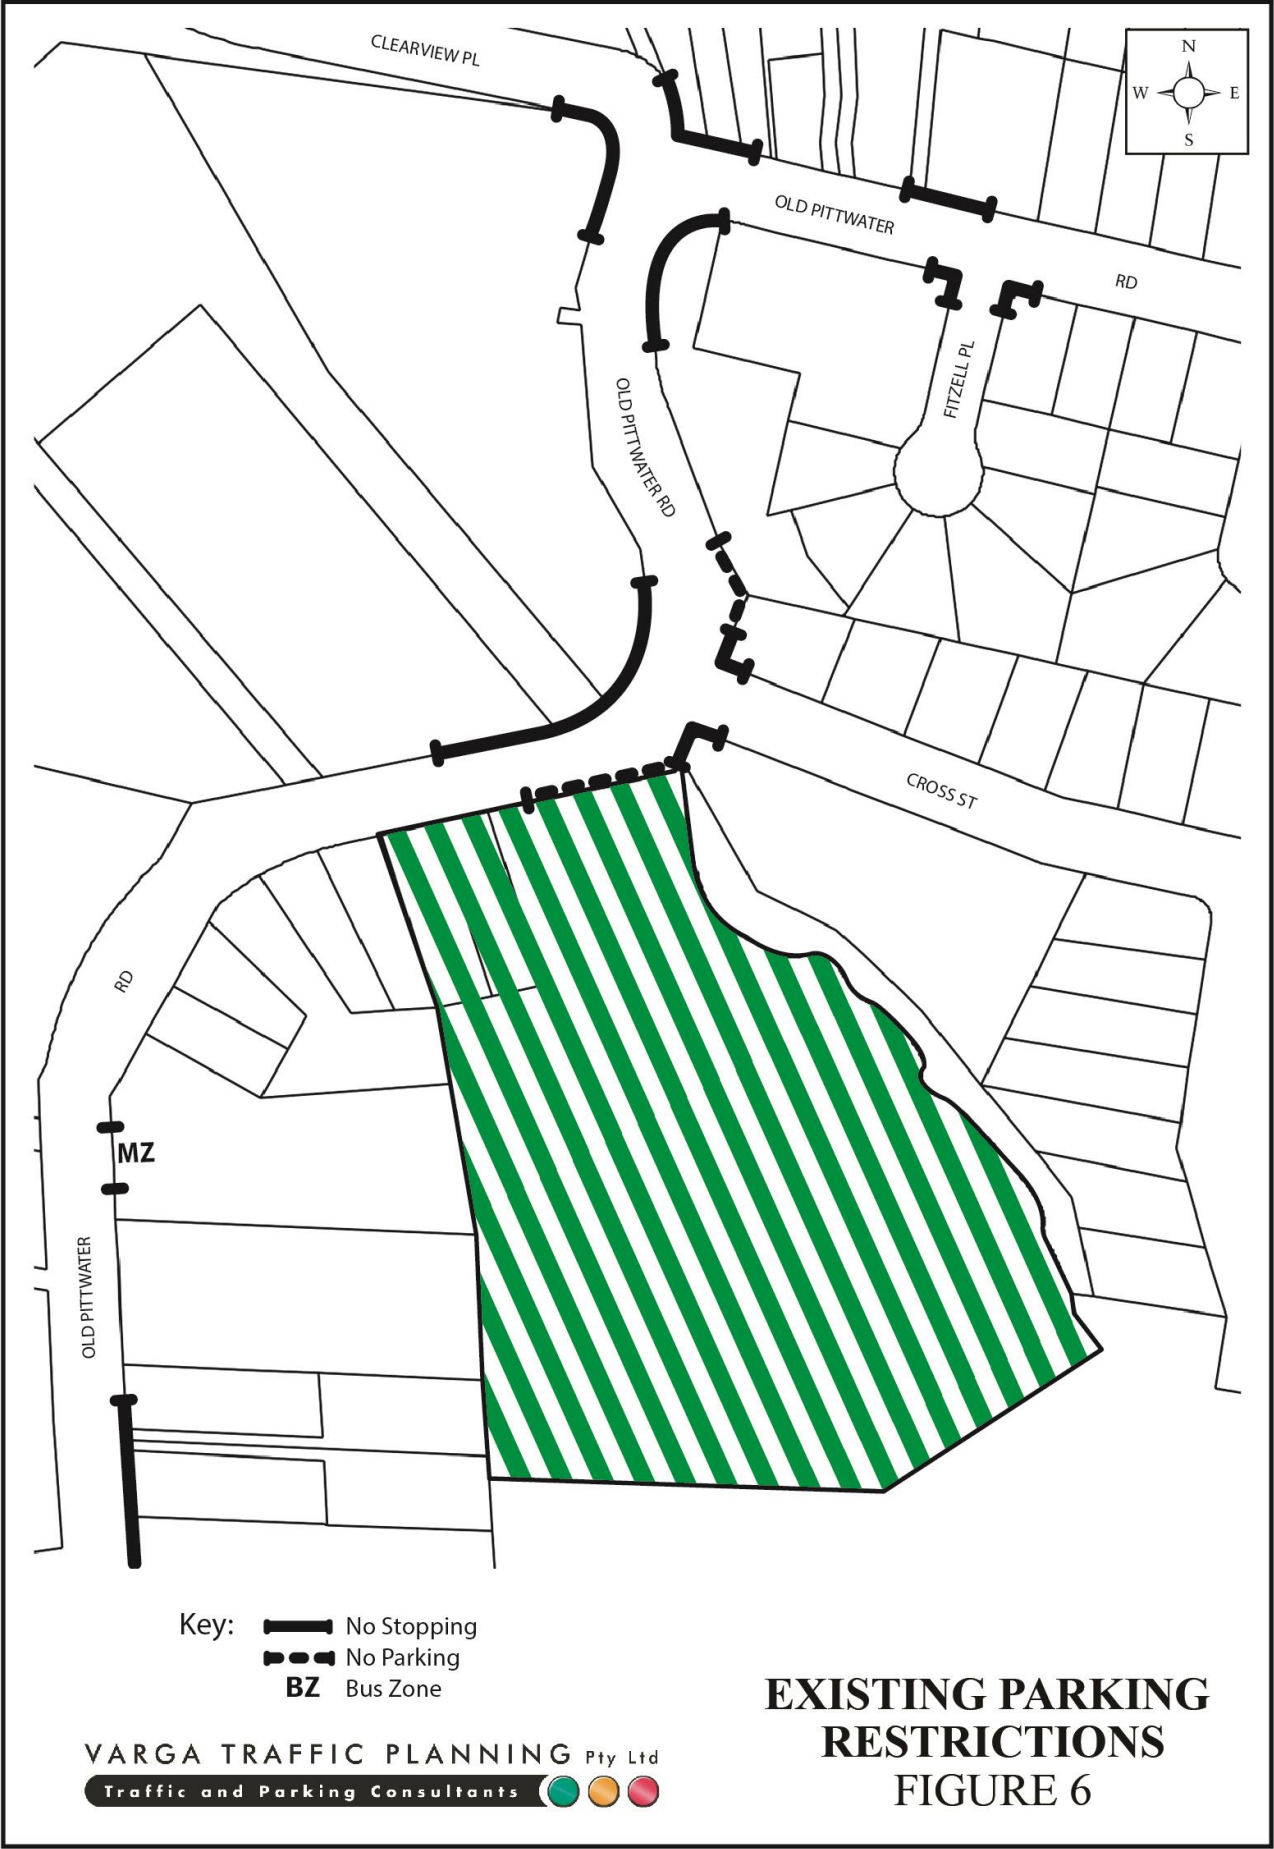 CLEARVIEW PL
N
W E
S
OLD PITTWATER
RD
FITZELL PL
OLD PITTWATER RD
CROSS ST
RD
MZ
OLD PITTWATER
Key:
No Stopping
No Parking
BZ Bus Zone
EXISTING PARKING
RESTRICTIONS
FIGURE 6
VARGA TRAFFIC PLANNING Pty Ltd
Traffic and Parking Consultants